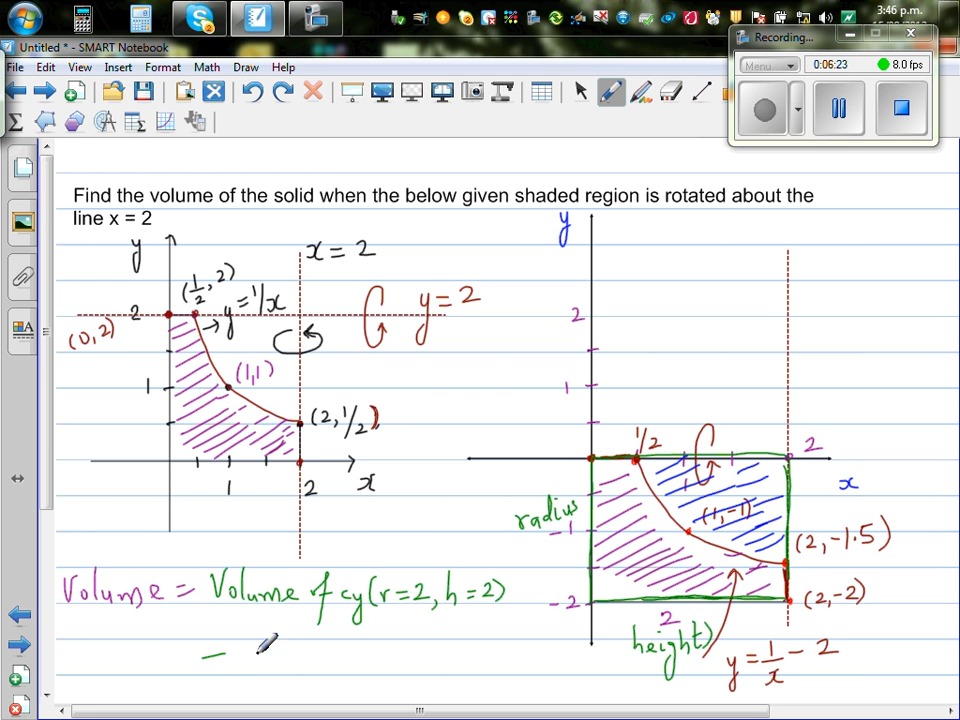 3:46 p.m.
Untitled * - SMART Notebook
Recording...
File Edit View Insert Format Math Draw Help
Menu
0:06:23
8.0 fps
Find the volume of the solid when the below given shaded region is rotated about the
line x = 2
y
x = 2
y
(1/2, 2)
y = 1/x
y = 2
2
(0, 2)
2
(1, 1)
1
1
(2, 1/2)
1/2
2
x
x
1
2
radius
(1, -1)
-1
(2, -1.5)
Volume = Volume of cy(r=2, h=2)
-2
(2, -2)
2
height)
-
y = 1/x - 2